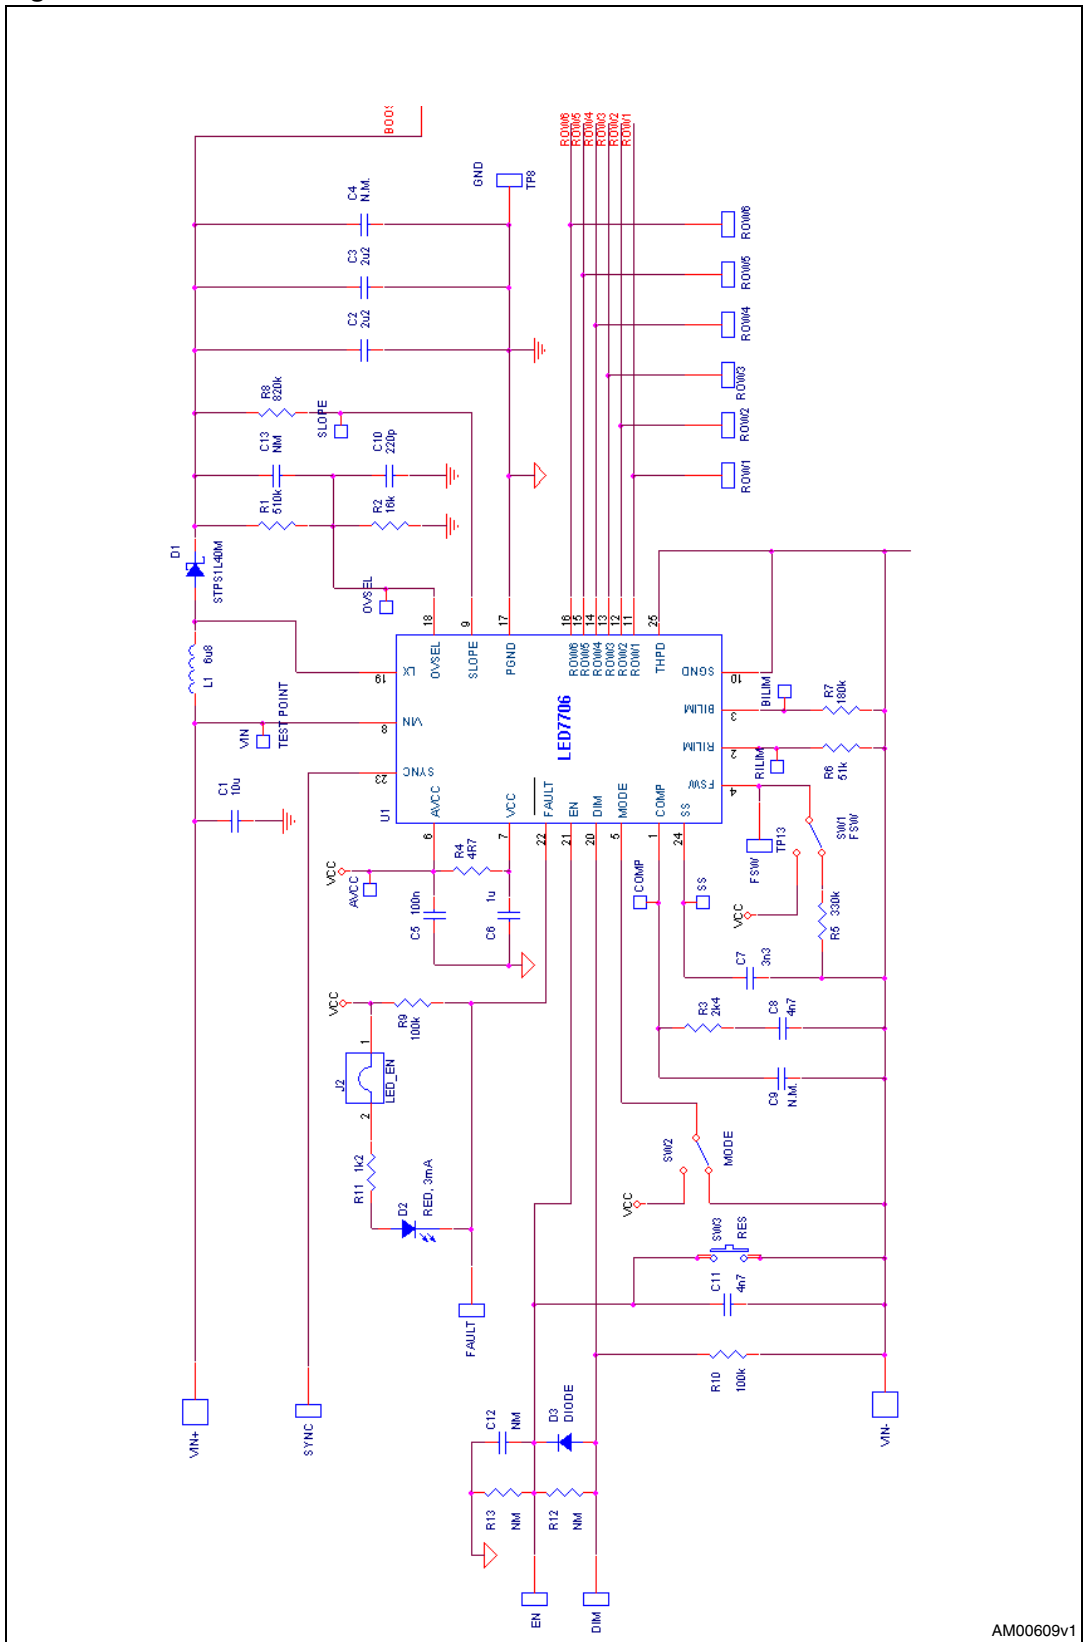 BOOS
ROW6
ROW5
ROW4
ROW3
ROW2
ROW1
GND
TP8
C4
N.M.
C3
2u2
C2
2u2
R8
820k
SLOPE
C13
NM
C10
220p
R1
510k
R2
16k
D1
STPS1L40M
OVSEL
ROW6
ROW5
ROW4
ROW3
ROW2
ROW1
L1
6u8
VIN
TEST POINT
C1
10u
18
9
17
16
15
14
13
12
11
25
OVSEL
SLOPE
PGND
ROW6
ROW5
ROW4
ROW3
ROW2
ROW1
THPD
19
LX
8
VIN
23
SYNC
LED7706
SGND
10
BILIM
3
RILIM
2
FSW
4
U1
AVCC
VCC
FAULT
EN
DIM
MODE
COMP
SS
6
7
22
21
20
5
1
24
BILIM
R7
180k
RILIM
R6
51k
SW1
FSW
TP13
FSW
VCC
R5
330k
VCC
AVCC
R4
4R7
C5
100n
C6
1u
COMP
SS
C7
3n3
R3
2k4
C8
4n7
C9
N.M.
VCC
R9
100k
J2
1
LED_EN
2
R11
1k2
D2
RED, 3mA
FAULT
SW2
MODE
VCC
SW3
RES
C11
4n7
R10
100k
VIN+
SYNC
VIN-
C12
NM
D3
DIODE
R13
NM
R12
NM
EN
DIM
AM00609v1